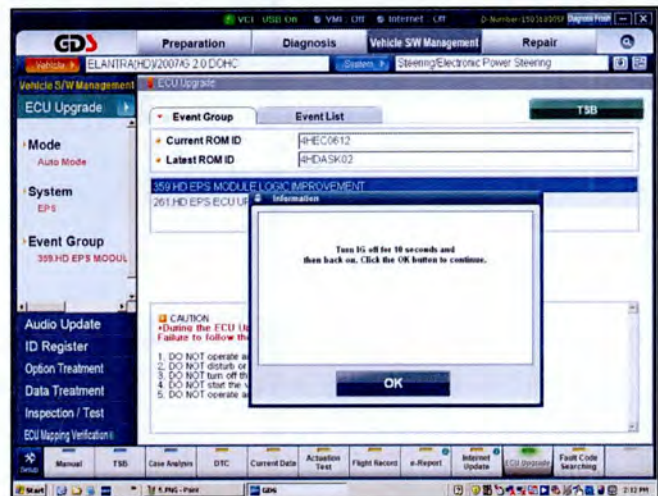 VCI : USB On VMI : Off Internet : Off
GDS
Preparation
Diagnosis
Vehicle S/W Management
Repair
Vehicle
ELANTRA(HD)/2007/G 2.0 DOHC
System
Steering/Electronic Power Steering
Vehicle S/W Management
ECU Upgrade
ECU Upgrade
Event Group
Event List
TSB
Mode
Auto Mode
System
EPS
Event Group
359.HD EPS MODUL
Current ROM ID
4HEC0612
Latest ROM ID
4HDASK02
359.HD EPS MODULE LOGIC IMPROVEMENT
261.HD EPS ECU UP
Information
Turn IG off for 10 seconds and
then back on. Click the OK button to continue.
OK
CAUTION
•During the ECU U
Failure to follow th
1. DO NOT operate a
2. DO NOT disturb or
3. DO NOT turn off th
4. DO NOT start the v
5. DO NOT operate a
Audio Update
ID Register
Option Treatment
Data Treatment
Inspection / Test
ECU Mapping Verification
Setup
Manual
TSB
Case Analysis
DTC
Current Data
Actuation Test
Flight Record
e-Report
Internet Update
ECU Upgrade
Fault Code Searching
Start
5.PNG - Paint
GDS
2:12 PM